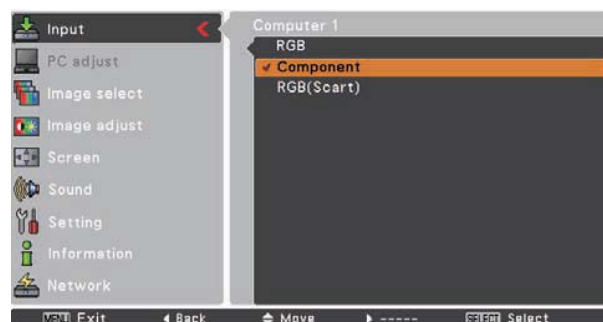 Input
PC adjust
Image select
Image adjust
Screen
Sound
Setting
Information
Network
Computer 1
RGB
Component
RGB(Scart)
MENU Exit Back Move ----- SELECT Select